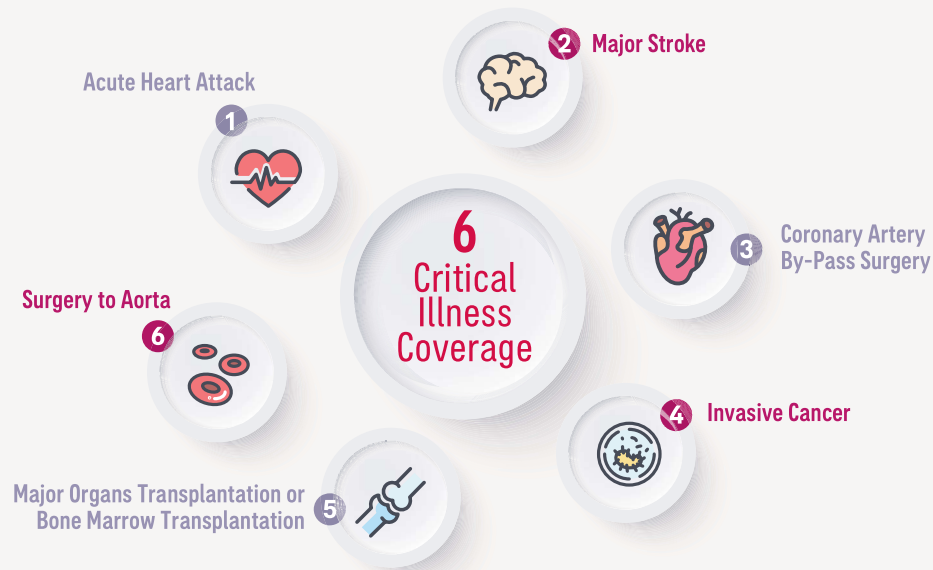 6
Critical
Illness
Coverage
Acute Heart Attack
1
2
Major Stroke
3
Coronary Artery
By-Pass Surgery
4
Invasive Cancer
5
Major Organs Transplantation or
Bone Marrow Transplantation
Surgery to Aorta
6